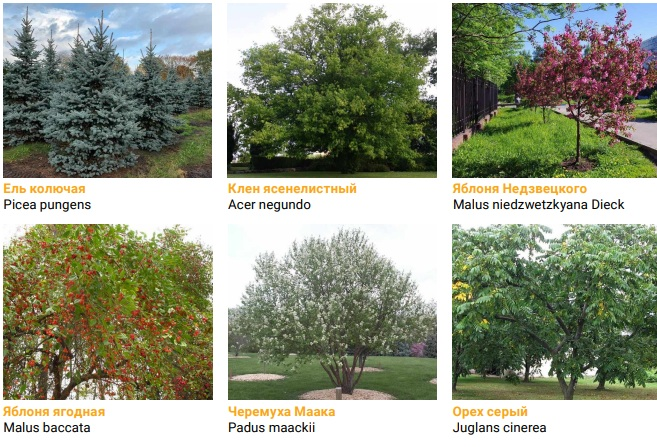 Ель колючая
Picea pungens
Клен ясенелистный
Acer negundo
Яблоня Недзвецкого
Malus niedzwetzkyana Dieck
Яблоня ягодная
Malus baccata
Черемуха Маака
Padus maackii
Орех серый
Juglans cinerea